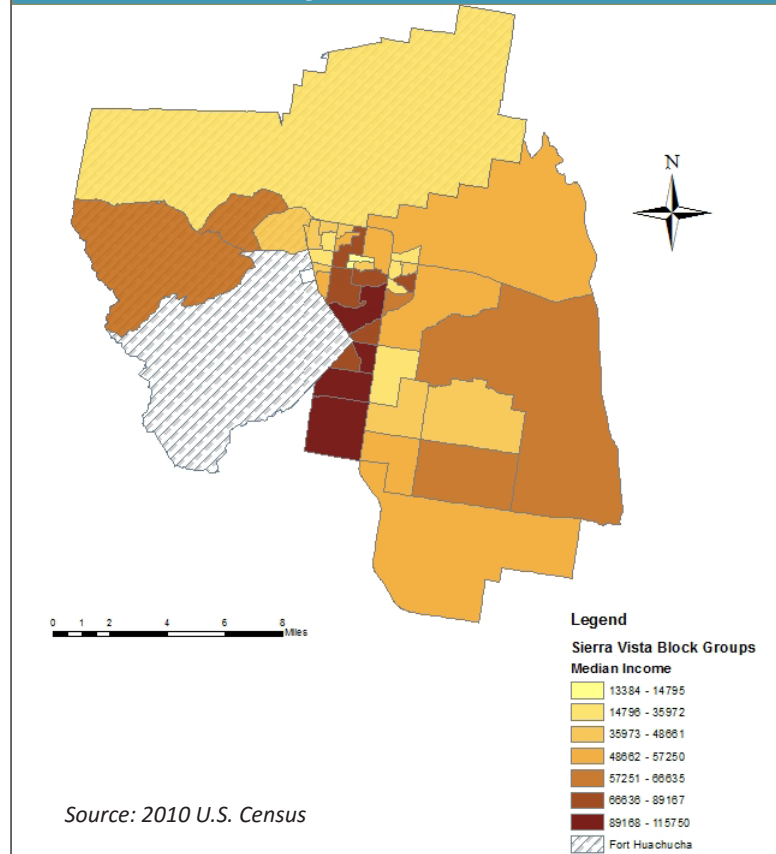 N
0 1 2 4 6 8
Miles
Legend
Sierra Vista Block Groups
Median Income
13384 - 14795
14796 - 35972
35973 - 48661
48662 - 57250
57251 - 66635
66636 - 89167
89168 - 115750
Fort Huachucha
Source: 2010 U.S. Census